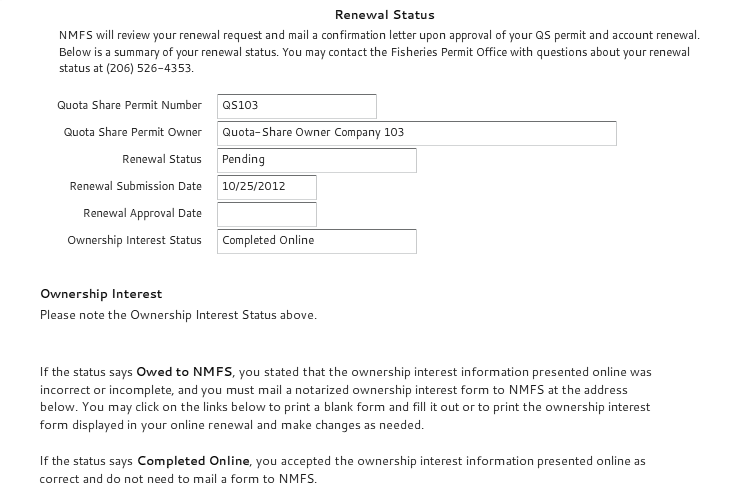 Renewal Status
NMFS will review your renewal request and mail a confirmation letter upon approval of your QS permit and account renewal.
Below is a summary of your renewal status. You may contact the Fisheries Permit Office with questions about your renewal
status at (206) 526-4353.
Quota Share Permit Number QS103
Quota Share Permit Owner Quota-Share Owner Company 103
Renewal Status Pending
Renewal Submission Date 10/25/2012
Renewal Approval Date
Ownership Interest Status Completed Online
Ownership Interest
Please note the Ownership Interest Status above.
If the status says Owed to NMFS, you stated that the ownership interest information presented online was
incorrect or incomplete, and you must mail a notarized ownership interest form to NMFS at the address
below. You may click on the links below to print a blank form and fill it out or to print the ownership interest
form displayed in your online renewal and make changes as needed.
If the status says Completed Online, you accepted the ownership interest information presented online as
correct and do not need to mail a form to NMFS.